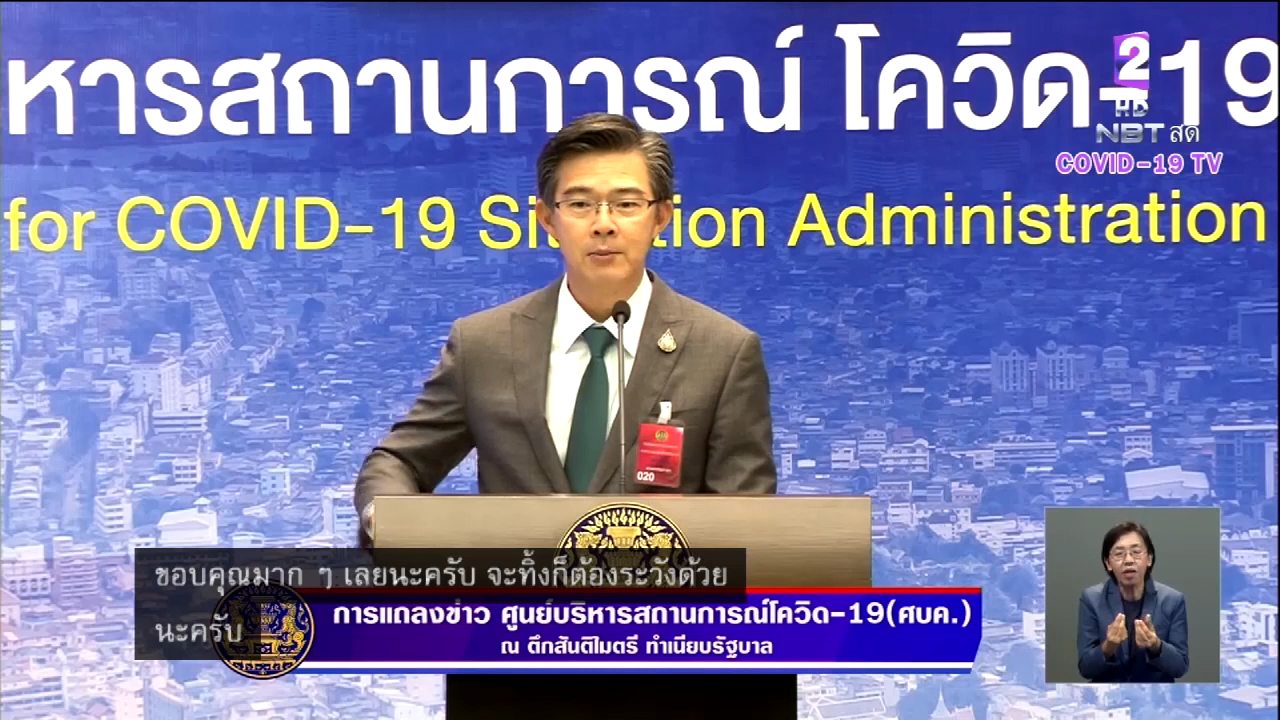 หารสถานการณ์ โควิด-19
2
HD
NBT สด
COVID-19 TV
for COVID-19 Situation Administration
020
ขอบคุณมาก ๆ เลยนะครับ จะทิ้งก็ต้องระวังด้วย
นะครับ
การแถลงข่าว ศูนย์บริหารสถานการณ์โควิด-19(ศบค.)
ณ ตึกสันติไมตรี ทำเนียบรัฐบาล